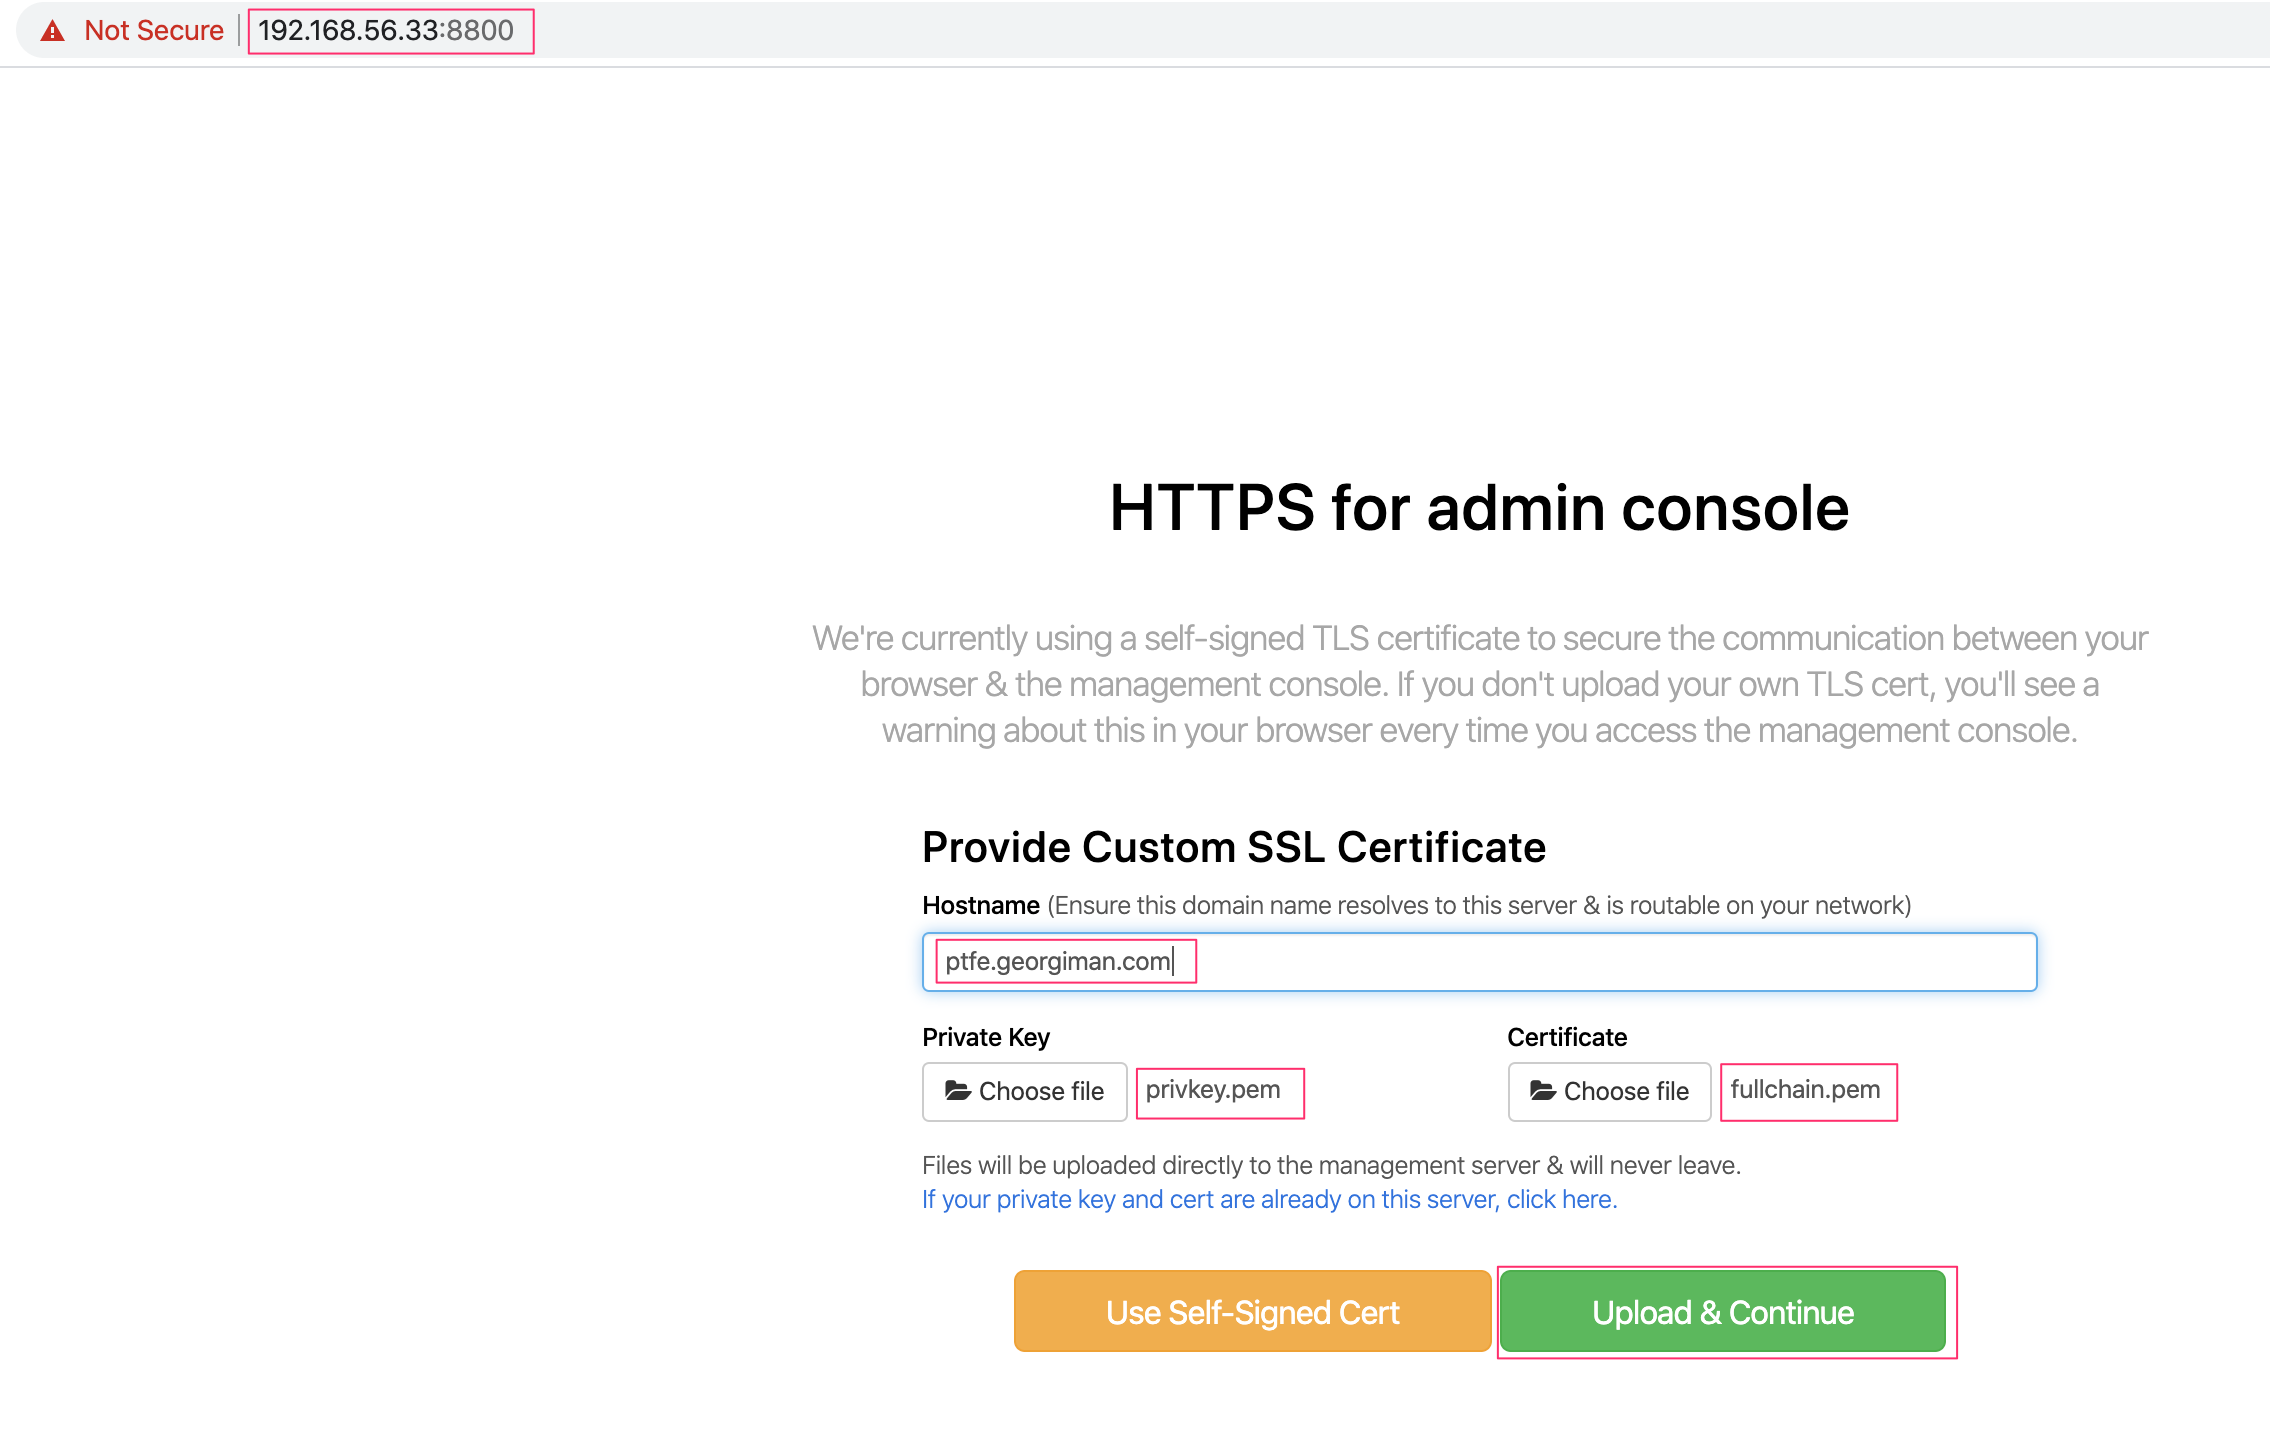 Not Secure 192.168.56.33:8800
HTTPS for admin console
We're currently using a self-signed TLS certificate to secure the communication between your
browser & the management console. If you don't upload your own TLS cert, you'll see a
warning about this in your browser every time you access the management console.
Provide Custom SSL Certificate
Hostname (Ensure this domain name resolves to this server & is routable on your network)
ptfe.georgiman.com
Private Key Certificate
Choose file privkey.pem Choose file fullchain.pem
Files will be uploaded directly to the management server & will never leave.
If your private key and cert are already on this server, click here.
Use Self-Signed Cert Upload & Continue